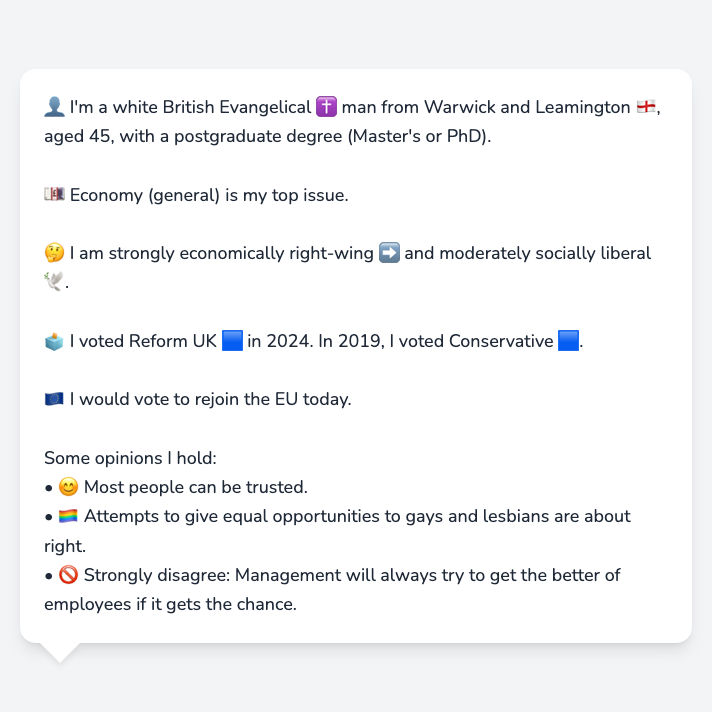 👤 I'm a white British Evangelical ✝️ man from Warwick and Leamington 🏴󠁧󠁢󠁥󠁮󠁧󠁿,
aged 45, with a postgraduate degree (Master's or PhD).
💷 Economy (general) is my top issue.
🤔 I am strongly economically right-wing ➡️ and moderately socially liberal
🕊️.
🗳️ I voted Reform UK 🟦 in 2024. In 2019, I voted Conservative 🟦.
🇪🇺 I would vote to rejoin the EU today.
Some opinions I hold:
• 😊 Most people can be trusted.
• 🏳️‍🌈 Attempts to give equal opportunities to gays and lesbians are about
right.
• 🚫 Strongly disagree: Management will always try to get the better of
employees if it gets the chance.